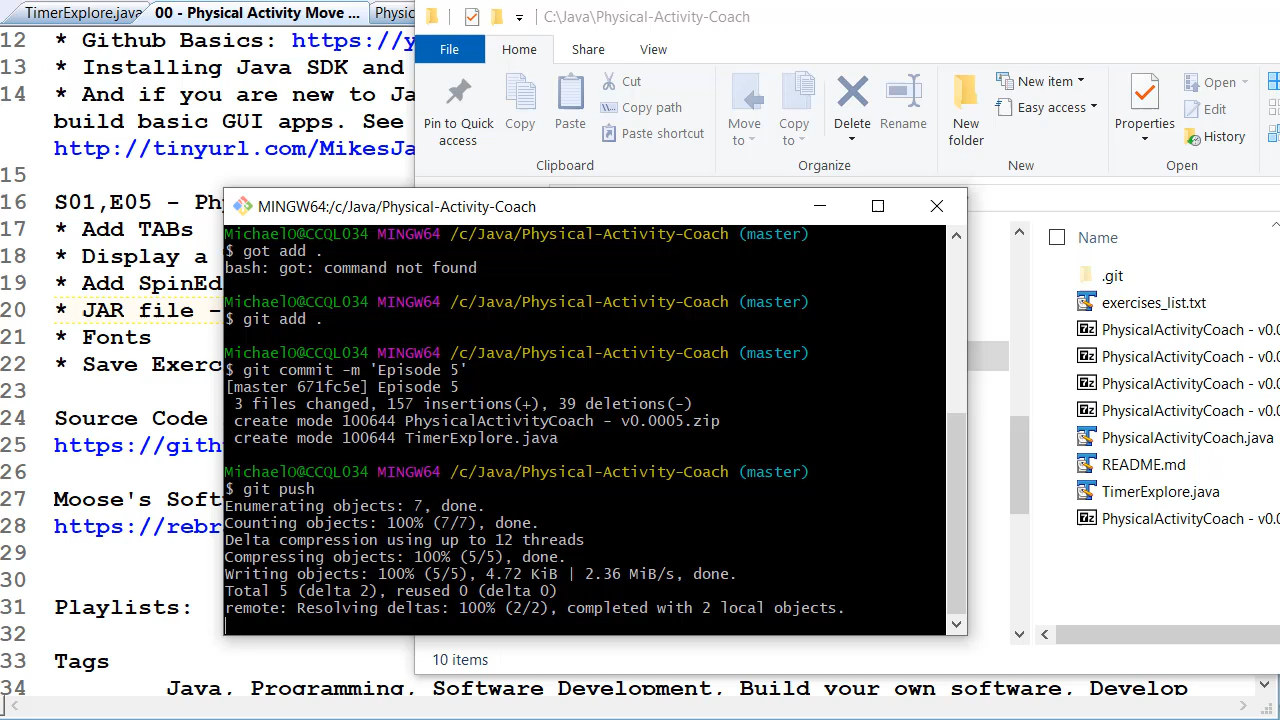 TimerExplore.java
00 - Physical Activity Move ...
Physic
C:\Java\Physical-Activity-Coach
File
Home
Share
View
Pin to Quick access
Copy
Paste
Cut
Copy path
Paste shortcut
Clipboard
Move to
Copy to
Delete
Rename
Organize
New folder
New item
Easy access
New
Properties
Open
Edit
History
Open
12 * Github Basics: https://y
13 * Installing Java SDK and
14 * And if you are new to Ja
build basic GUI apps. See
http://tinyurl.com/MikesJa
15
16 S01,E05 - Ph
17 * Add TABs
18 * Display a
19 * Add SpinEd
20 * JAR file -
21 * Fonts
22 * Save Exerc
23
24 Source Code
25 https://gith
26
27 Moose's Soft
28 https://rebr
29
30
31 Playlists:
32
33 Tags
34 Java, Programming, Software Development, Build your own software, Develop
MINGW64:/c/Java/Physical-Activity-Coach
MichaelO@CCQLO34 MINGW64 /c/Java/Physical-Activity-Coach (master)
$ got add .
bash: got: command not found
MichaelO@CCQLO34 MINGW64 /c/Java/Physical-Activity-Coach (master)
$ git add .
MichaelO@CCQLO34 MINGW64 /c/Java/Physical-Activity-Coach (master)
$ git commit -m 'Episode 5'
[master 671fc5e] Episode 5
3 files changed, 157 insertions(+), 39 deletions(-)
create mode 100644 PhysicalActivityCoach - v0.0005.zip
create mode 100644 TimerExplore.java
MichaelO@CCQLO34 MINGW64 /c/Java/Physical-Activity-Coach (master)
$ git push
Enumerating objects: 7, done.
Counting objects: 100% (7/7), done.
Delta compression using up to 12 threads
Compressing objects: 100% (5/5), done.
Writing objects: 100% (5/5), 4.72 KiB | 2.36 MiB/s, done.
Total 5 (delta 2), reused 0 (delta 0)
remote: Resolving deltas: 100% (2/2), completed with 2 local objects.
Name
.git
exercises_list.txt
PhysicalActivityCoach - v0.0
PhysicalActivityCoach - v0.0
PhysicalActivityCoach - v0.0
PhysicalActivityCoach - v0.0
PhysicalActivityCoach.java
README.md
TimerExplore.java
PhysicalActivityCoach - v0.0
10 items